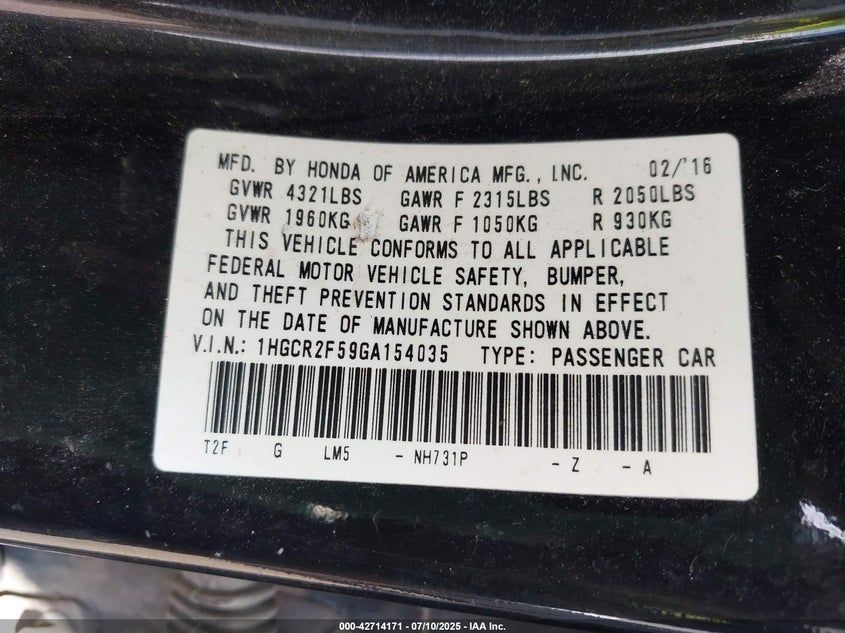 MFD. BY HONDA OF AMERICA MFG., INC. 02/'16
GVWR 4321LBS GAWR F 2315LBS R 2050LBS
GVWR 1960KG GAWR F 1050KG R 930KG
THIS VEHICLE CONFORMS TO ALL APPLICABLE
FEDERAL MOTOR VEHICLE SAFETY, BUMPER,
AND THEFT PREVENTION STANDARDS IN EFFECT
ON THE DATE OF MANUFACTURE SHOWN ABOVE.
V.I.N.: 1HGCR2F59GA154035 TYPE: PASSENGER CAR
T2F G LM5 - NH731P - Z - A
000-42714171 - 07/10/2025 - IAA Inc.